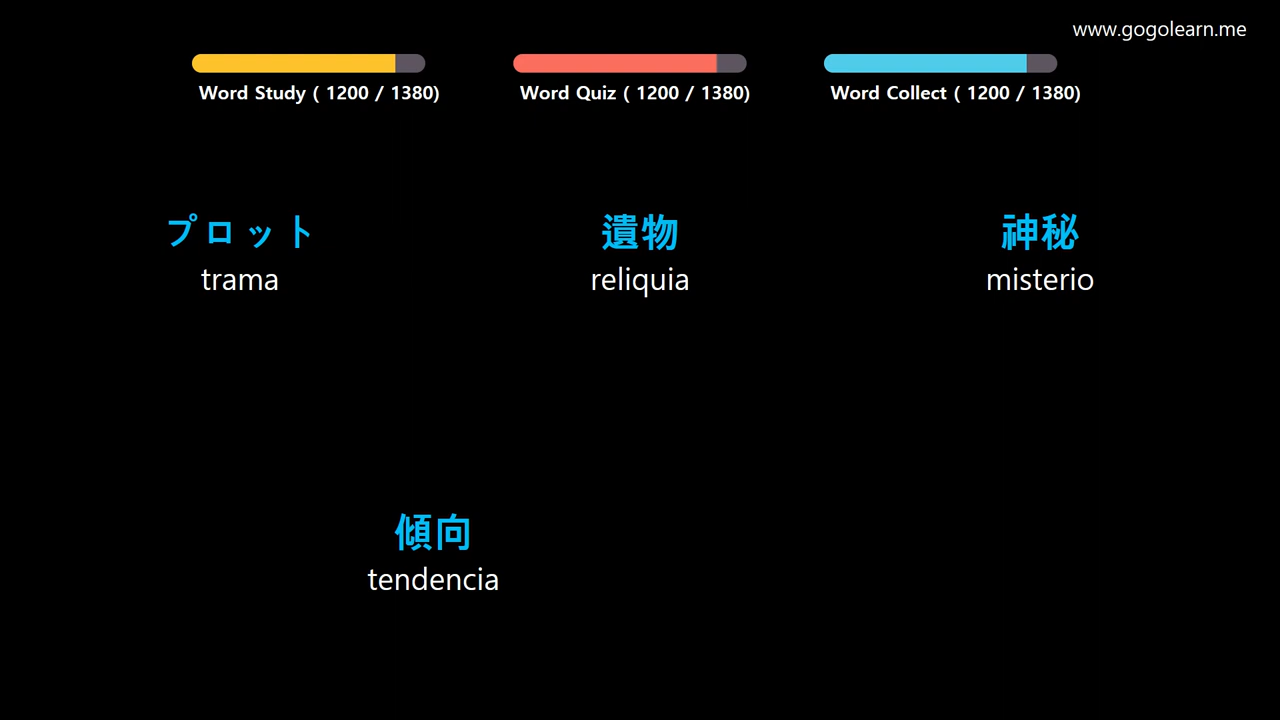 www.gogolearn.me
Word Study ( 1200 / 1380)
Word Quiz ( 1200 / 1380)
Word Collect ( 1200 / 1380)
プロット
trama
遺物
reliquia
神秘
misterio
傾向
tendencia